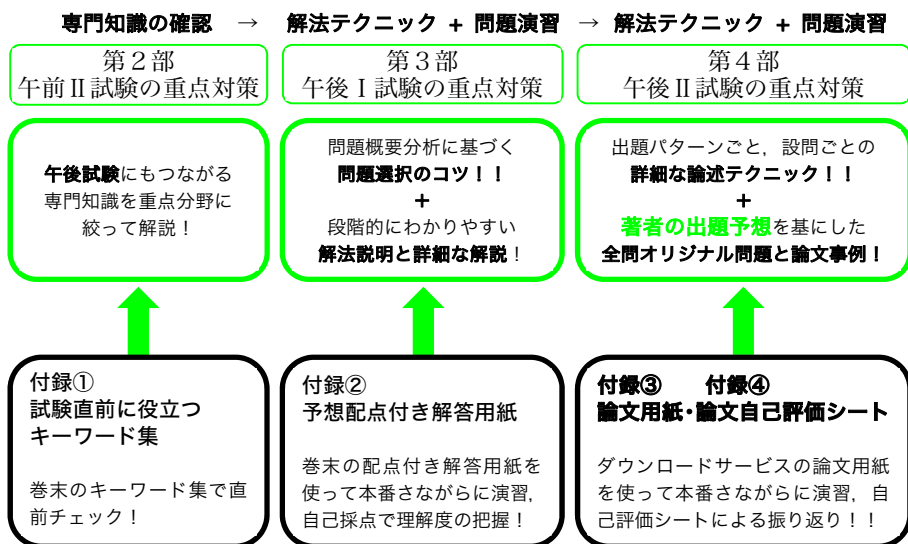 専門知識の確認 → 解法テクニック + 問題演習 → 解法テクニック + 問題演習
第2部
午前Ⅱ試験の重点対策
第3部
午後Ⅰ試験の重点対策
第4部
午後Ⅱ試験の重点対策
午後試験にもつながる
専門知識を重点分野に
絞って解説！
問題概要分析に基づく
問題選択のコツ！！
+
段階的にわかりやすい
解法説明と詳細な解説！
出題パターンごと，設問ごとの
詳細な論述テクニック！！
+
著者の出題予想を基にした
全問オリジナル問題と論文事例！
付録①
試験直前に役立つ
キーワード集
巻末のキーワード集で直
前チェック！
付録②
予想配点付き解答用紙
巻末の配点付き解答用紙を
使って本番さながらに演習，
自己採点で理解度の把握！
付録③ 付録④
論文用紙・論文自己評価シート
ダウンロードサービスの論文用紙
を使って本番さながらに演習，自
己評価シートによる振り返り！！